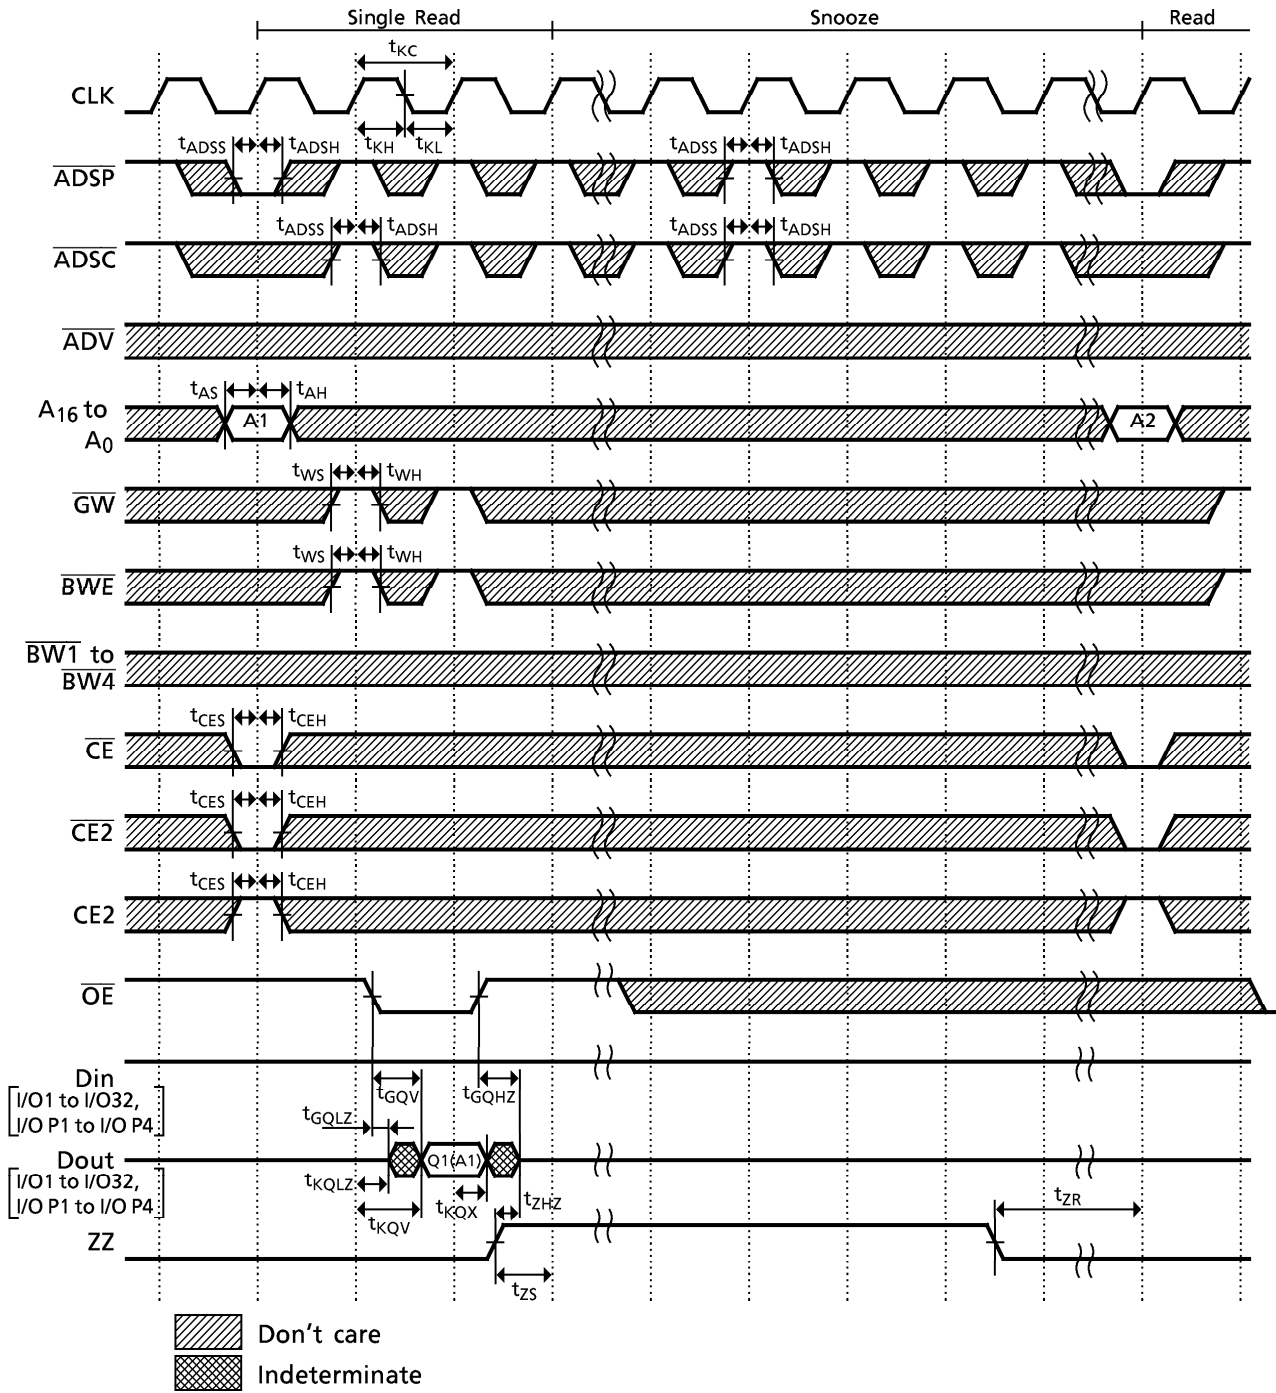 Single Read Snooze Read
tKC
CLK
tADSS tADSH tKH tKL tADSS tADSH
ADSP
tADSS tADSH tADSS tADSH
ADSC
ADV
tAS tAH
A16 to
A0
A1 A2
tWS tWH
GW
tWS tWH
BWE
BW1 to
BW4
tCES tCEH
CE
tCES tCEH
CE2
tCES tCEH
CE2
OE
Din
[I/O1 to I/O32,
I/O P1 to I/O P4]
tGQV tGQHZ
tGQLZ
Dout
Q1(A1)
[I/O1 to I/O32,
I/O P1 to I/O P4]
tKQLZ
tKQX tZHZ tZR
tKQV
ZZ
tZS
Don't care
Indeterminate